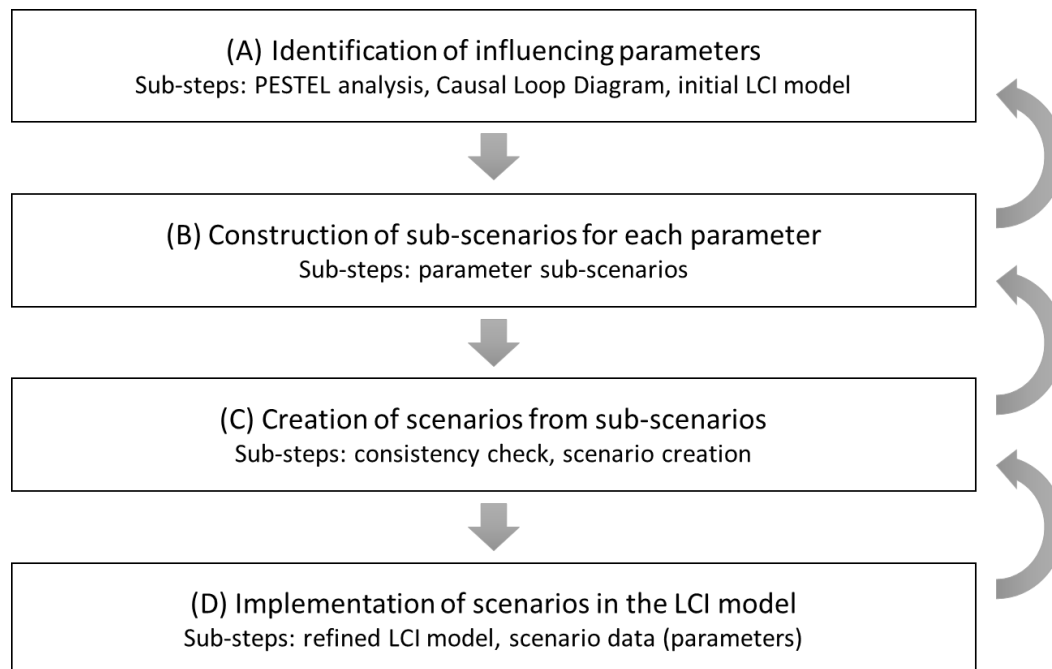 (A) Identification of influencing parameters
Sub-steps: PESTEL analysis, Causal Loop Diagram, initial LCI model
(B) Construction of sub-scenarios for each parameter
Sub-steps: parameter sub-scenarios
(C) Creation of scenarios from sub-scenarios
Sub-steps: consistency check, scenario creation
(D) Implementation of scenarios in the LCI model
Sub-steps: refined LCI model, scenario data (parameters)